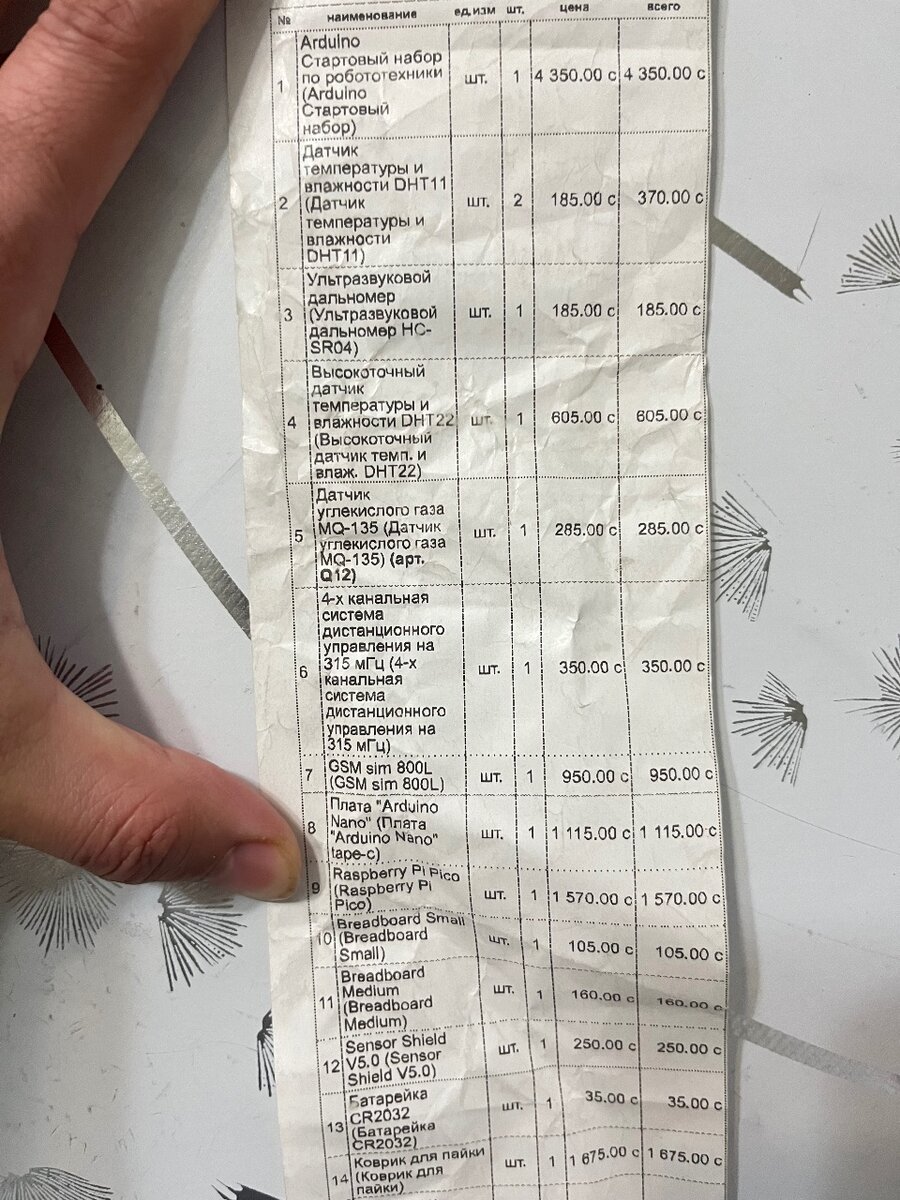 № наименование ед.изм шт. цена всего
Arduino
Стартовый набор
по робототехники
1 (Arduino шт. 1 4 350.00 с 4 350.00 с
Стартовый
набор)
Датчик
температуры и
влажности DHT11
2 (Датчик шт. 2 185.00 с 370.00 с
температуры и
влажности
DHT11)
Ультразвуковой
дальномер
3 (Ультразвуковой шт. 1 185.00 с 185.00 с
дальномер HC-
SR04)
Высокоточный
датчик
температуры и
4 влажности DHT22 шт. 1 605.00 с 605.00 с
(Высокоточный
датчик темп. и
влаж. DHT22)
Датчик
углекислого газа
5 MQ-135 (Датчик шт. 1 285.00 с 285.00 с
углекислого газа
MQ-135) (арт.
Q12)
4-х канальная
система
дистанционного
управления на
6 315 мГц (4-х шт. 1 350.00 с 350.00 с
канальная
система
дистанционного
управления на
315 мГц)
7 GSM sim 800L шт. 1 950.00 с 950.00 с
(GSM sim 800L)
Плата "Arduino
8 Nano" (Плата шт. 1 1 115.00 с 1 115.00 с
"Arduino Nano"
tape-c)
Raspberry Pi Pico
9 (Raspberry Pi шт. 1 1 570.00 с 1 570.00 с
Pico)
Breadboard Small
10 (Breadboard шт. 1 105.00 с 105.00 с
Small)
Breadboard
Medium
11 (Breadboard шт. 1 160.00 с 160.00 с
Medium)
Sensor Shield
12 V5.0 (Sensor шт. 1 250.00 с 250.00 с
Shield V5.0)
Батарейка
CR2032
13 (Батарейка шт. 1 35.00 с 35.00 с
CR2032)
Коврик для пайки
14 (Коврик для шт. 1 1 675.00 с 1 675.00 с
пайки)